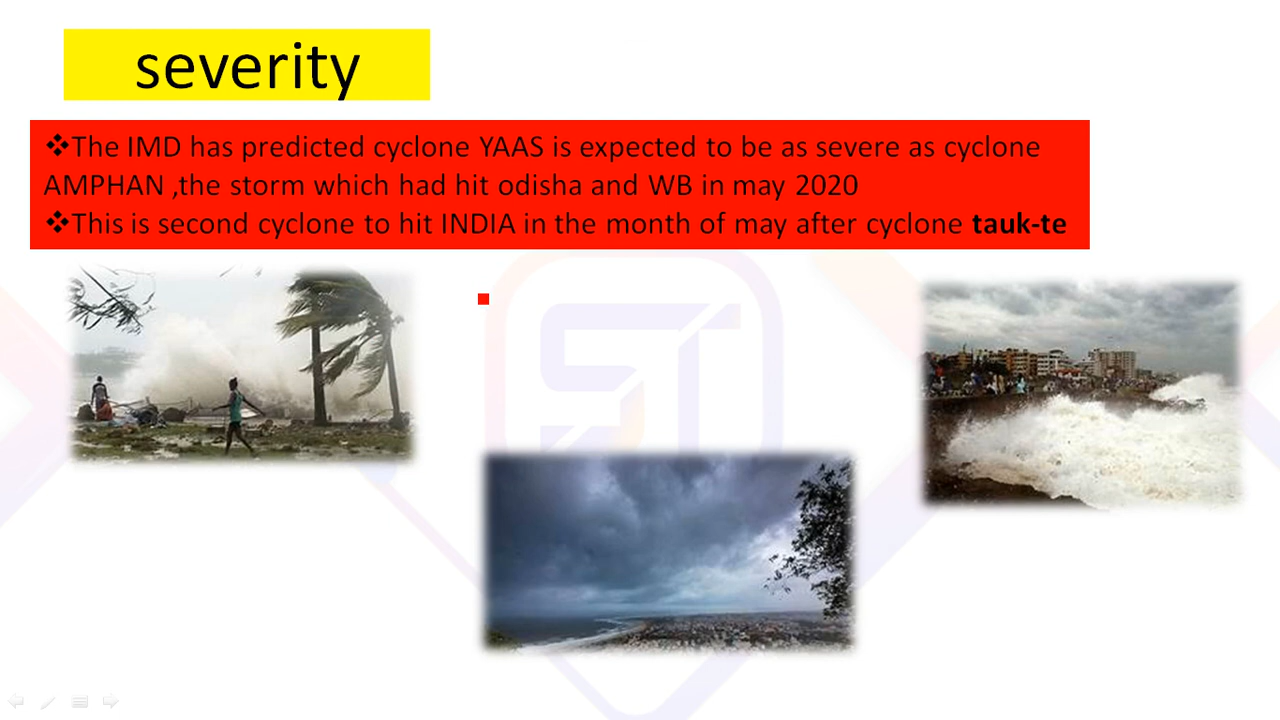 severity
❖The IMD has predicted cyclone YAAS is expected to be as severe as cyclone
AMPHAN ,the storm which had hit odisha and WB in may 2020
❖This is second cyclone to hit INDIA in the month of may after cyclone tauk-te
ST